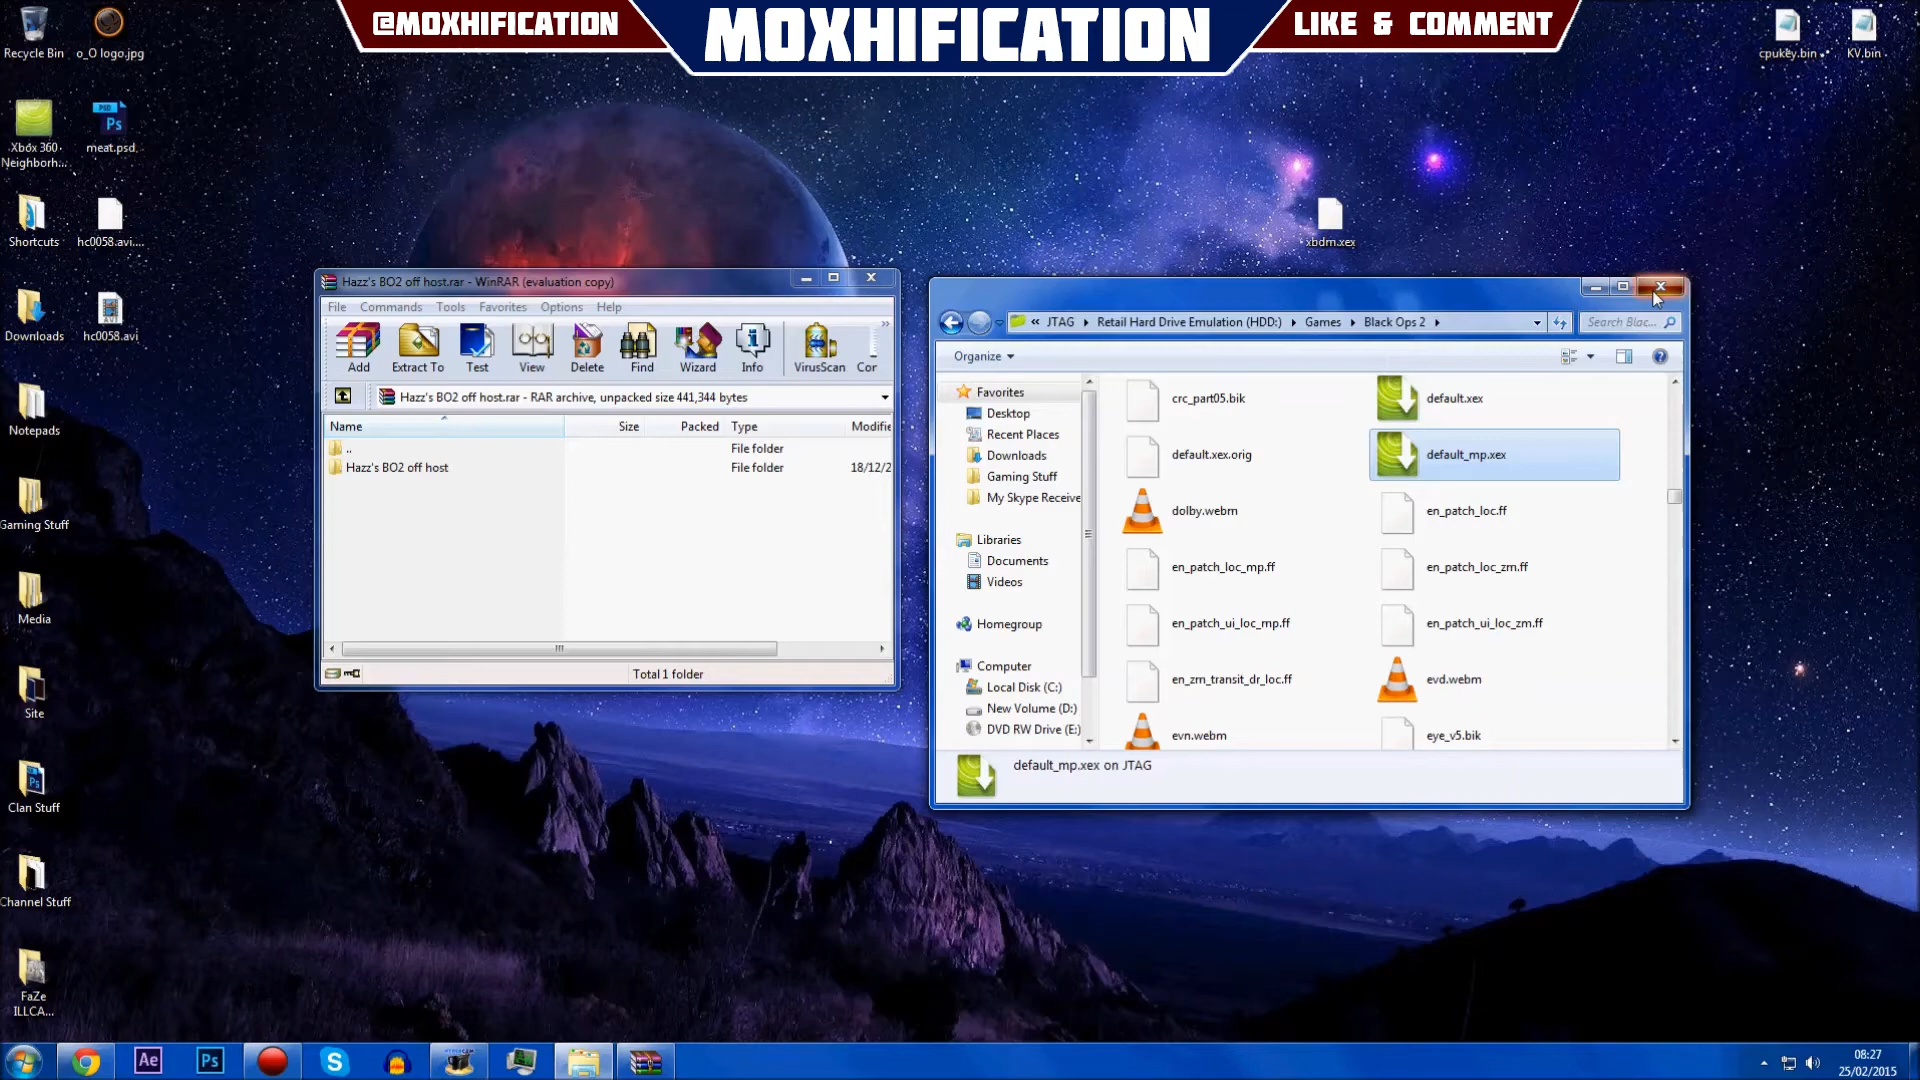 @MOXHIFICATION
MOXHIFICATION
LIKE & COMMENT
Recycle Bin
o_O logo.jpg
cpukey.bin
KV.bin
Xbox 360
Neighborh...
meat.psd
Shortcuts
hc0058.avi....
xbdm.xex
Downloads
hc0058.avi
Notepads
Gaming Stuff
Media
Site
Clan Stuff
Channel Stuff
FaZe
ILLCA...
Hazz's BO2 off host.rar - WinRAR (evaluation copy)
File Commands Tools Favorites Options Help
Add Extract To Test View Delete Find Wizard Info VirusScan Cor
Hazz's BO2 off host.rar - RAR archive, unpacked size 441,344 bytes
Name Size Packed Type Modifie
.. File folder
Hazz's BO2 off host File folder 18/12/2
Total 1 folder
« JTAG Retail Hard Drive Emulation (HDD:) Games Black Ops 2 Search Blac...
Organize
Favorites
Desktop
Recent Places
Downloads
Gaming Stuff
My Skype Receive
Libraries
Documents
Videos
Homegroup
Computer
Local Disk (C:)
New Volume (D:)
DVD RW Drive (E:)
crc_part05.bik default.xex
default.xex.orig default_mp.xex
dolby.webm en_patch_loc.ff
en_patch_loc_mp.ff en_patch_loc_zm.ff
en_patch_ui_loc_mp.ff en_patch_ui_loc_zm.ff
en_zm_transit_dr_loc.ff evd.webm
evn.webm eye_v5.bik
default_mp.xex on JTAG
Ae
Ps
08:27
25/02/2015